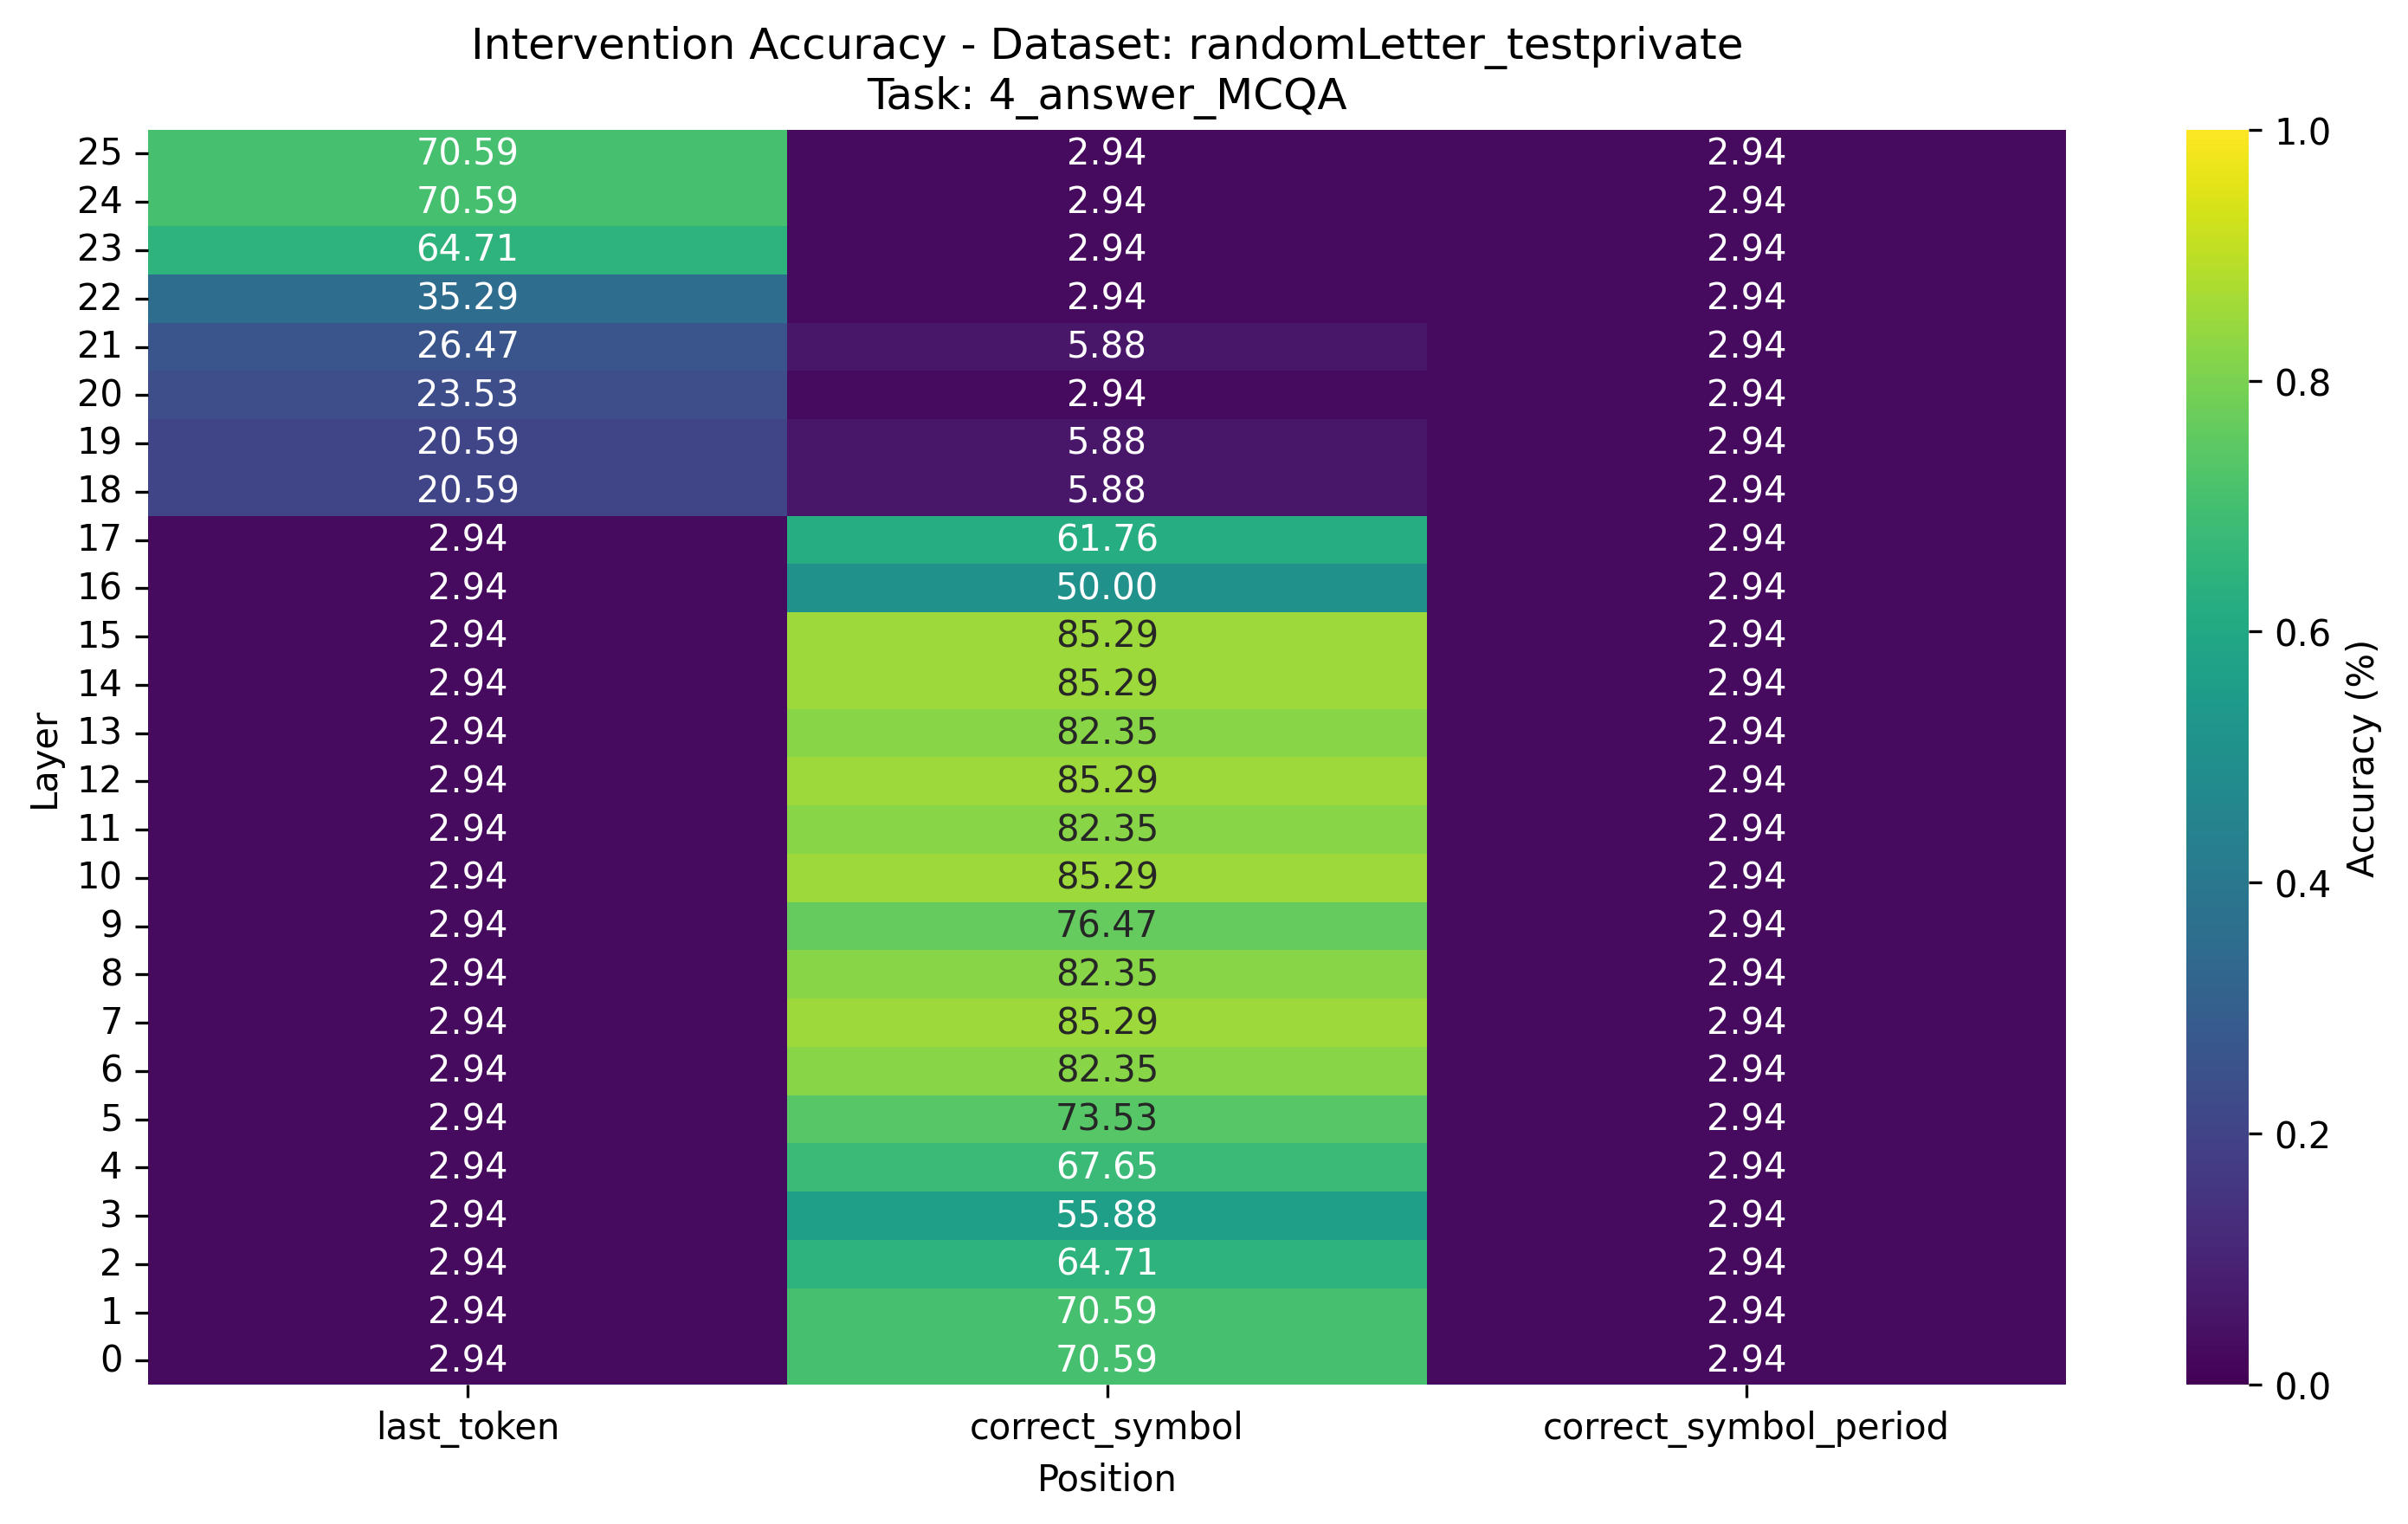 Intervention Accuracy - Dataset: randomLetter_testprivate
Task: 4_answer_MCQA
25 70.59 2.94 2.94
24 70.59 2.94 2.94
23 64.71 2.94 2.94
22 35.29 2.94 2.94
21 26.47 5.88 2.94
20 23.53 2.94 2.94
19 20.59 5.88 2.94
18 20.59 5.88 2.94
17 2.94 61.76 2.94
16 2.94 50.00 2.94
15 2.94 85.29 2.94
14 2.94 85.29 2.94
13 2.94 82.35 2.94
12 2.94 85.29 2.94
11 2.94 82.35 2.94
10 2.94 85.29 2.94
9 2.94 76.47 2.94
8 2.94 82.35 2.94
7 2.94 85.29 2.94
6 2.94 82.35 2.94
5 2.94 73.53 2.94
4 2.94 67.65 2.94
3 2.94 55.88 2.94
2 2.94 64.71 2.94
1 2.94 70.59 2.94
0 2.94 70.59 2.94
last_token correct_symbol correct_symbol_period
Position
Layer
1.0
0.8
0.6
0.4
0.2
0.0
Accuracy (%)